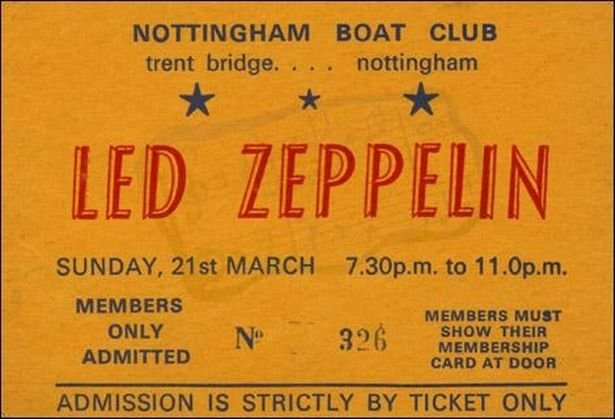 NOTTINGHAM BOAT CLUB
trent bridge. . . . nottingham
LED ZEPPELIN
SUNDAY, 21st MARCH 7.30p.m. to 11.0p.m.
MEMBERS
ONLY
ADMITTED
Nº 326
MEMBERS MUST
SHOW THEIR
MEMBERSHIP
CARD AT DOOR
ADMISSION IS STRICTLY BY TICKET ONLY